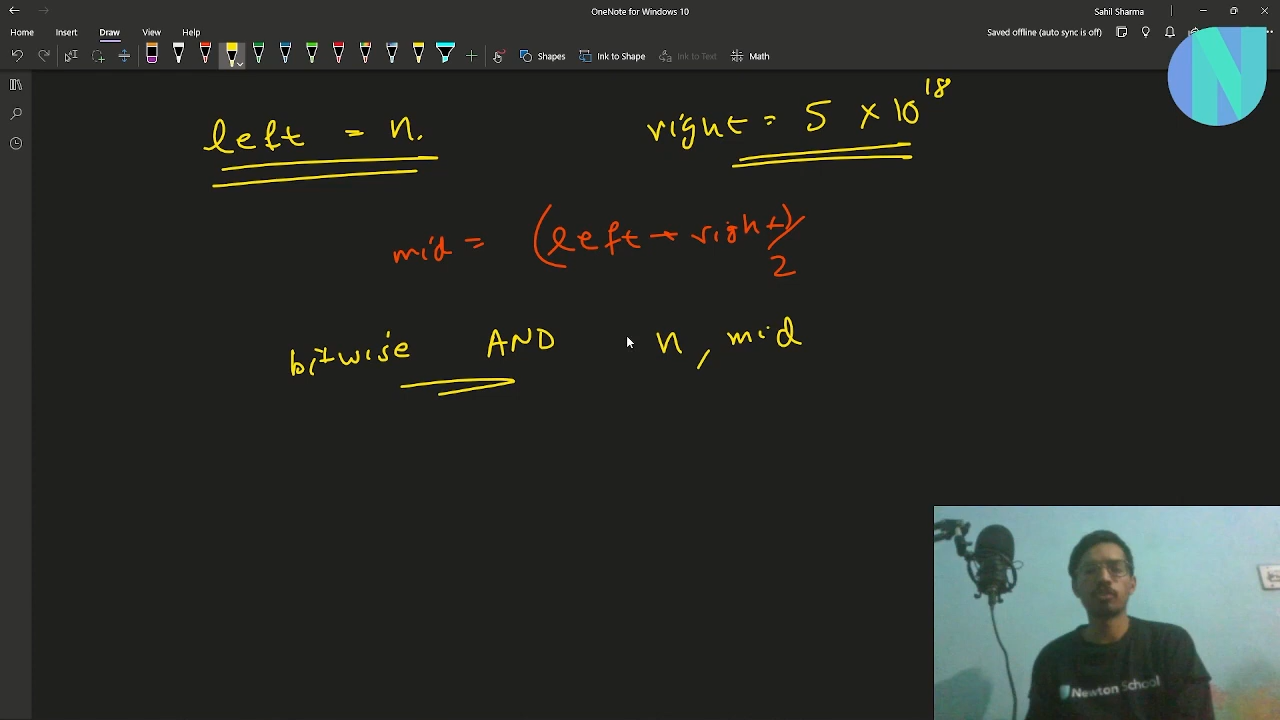 OneNote for Windows 10
Sahil Sharma
Home Insert Draw View Help
Saved offline (auto sync is off)
Shapes Ink to Shape Ink to Text Math
left = n.
right = 5 × 10^18
mid = (left + right)/2
bitwise AND n, mid
Newton School